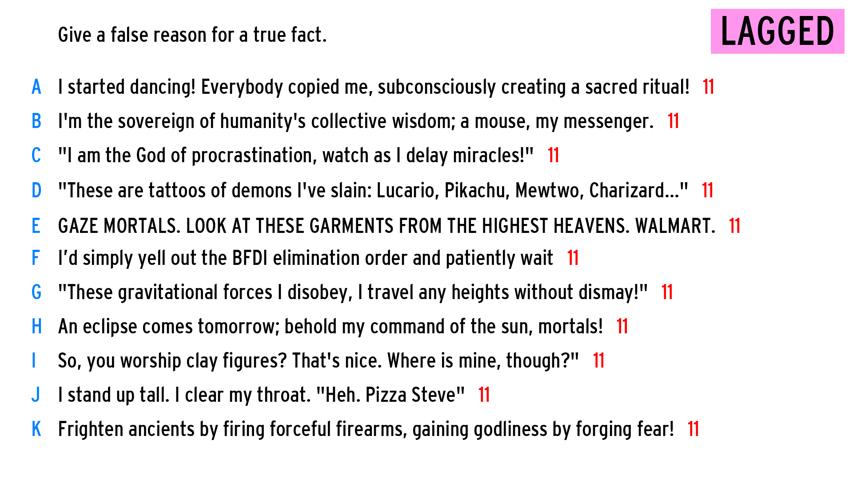 Give a false reason for a true fact.
LAGGED
A I started dancing! Everybody copied me, subconsciously creating a sacred ritual! 11
B I'm the sovereign of humanity's collective wisdom; a mouse, my messenger. 11
C "I am the God of procrastination, watch as I delay miracles!" 11
D "These are tattoos of demons I've slain: Lucario, Pikachu, Mewtwo, Charizard..." 11
E GAZE MORTALS. LOOK AT THESE GARMENTS FROM THE HIGHEST HEAVENS. WALMART. 11
F I’d simply yell out the BFDI elimination order and patiently wait 11
G "These gravitational forces I disobey, I travel any heights without dismay!" 11
H An eclipse comes tomorrow; behold my command of the sun, mortals! 11
I So, you worship clay figures? That's nice. Where is mine, though?" 11
J I stand up tall. I clear my throat. "Heh. Pizza Steve" 11
K Frighten ancients by firing forceful firearms, gaining godliness by forging fear! 11